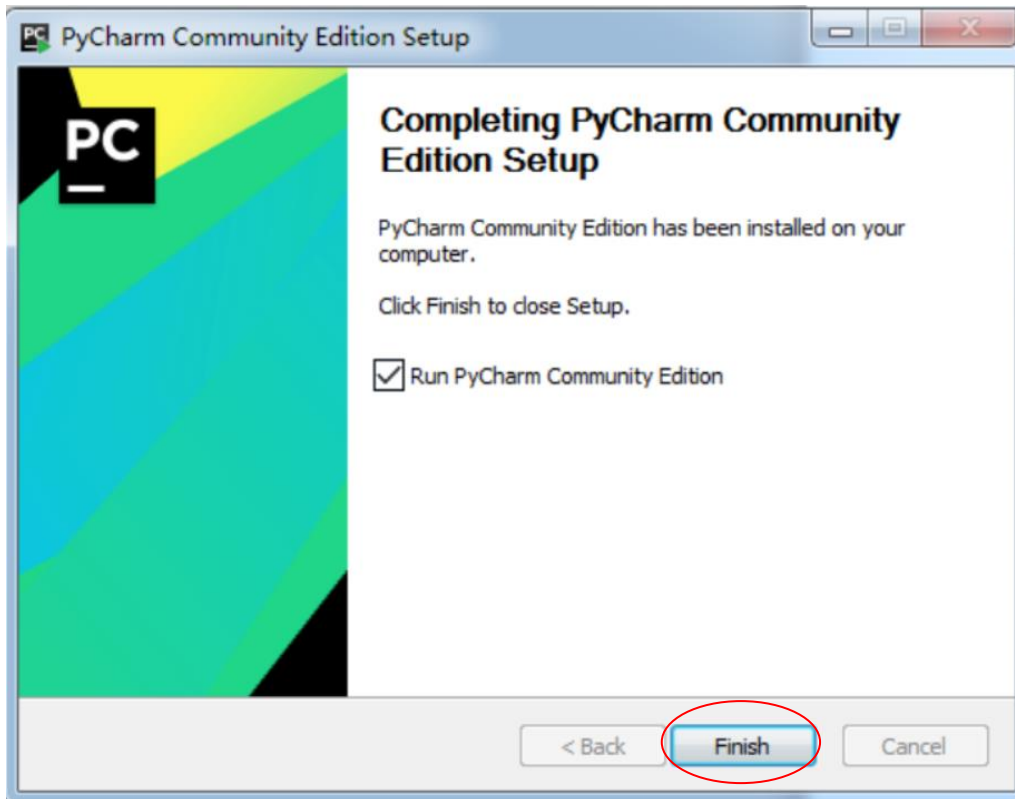 PyCharm Community Edition Setup
PC
Completing PyCharm Community
Edition Setup
PyCharm Community Edition has been installed on your
computer.
Click Finish to close Setup.
Run PyCharm Community Edition
< Back
Finish
Cancel